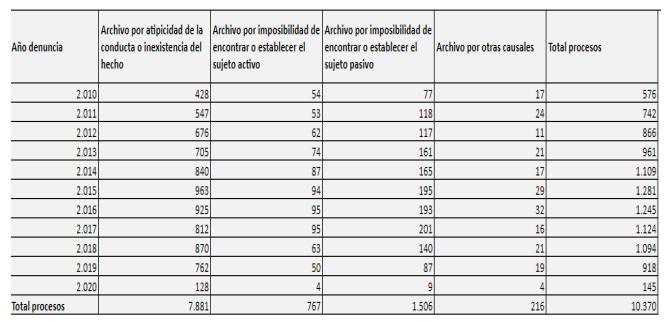 Año denuncia | Archivo por atipicidad de la conducta o inexistencia del hecho | Archivo por imposibilidad de encontrar o establecer el sujeto activo | Archivo por imposibilidad de encontrar o establecer el sujeto pasivo | Archivo por otras causales | Total procesos
2.010 | 428 | 54 | 77 | 17 | 576
2.011 | 547 | 53 | 118 | 24 | 742
2.012 | 676 | 62 | 117 | 11 | 866
2.013 | 705 | 74 | 161 | 21 | 961
2.014 | 840 | 87 | 165 | 17 | 1.109
2.015 | 963 | 94 | 195 | 29 | 1.281
2.016 | 925 | 95 | 193 | 32 | 1.245
2.017 | 812 | 95 | 201 | 16 | 1.124
2.018 | 870 | 63 | 140 | 21 | 1.094
2.019 | 762 | 50 | 87 | 19 | 918
2.020 | 128 | 4 | 9 | 4 | 145
Total procesos | 7.881 | 767 | 1.506 | 216 | 10.370